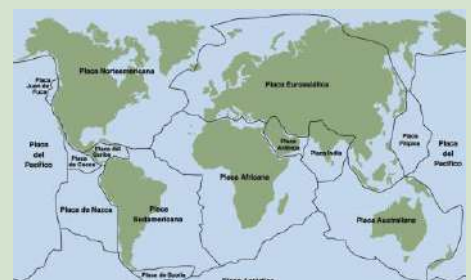 Placa Norteamericana
Placa
Juan de
Fuca
Placa Euroasiática
Placa
del
Pacífico
Placa del
Caribe
Placa
de Cocos
Placa
Arábiga
Placa India
Placa
Filipina
Placa
del
Pacífico
Placa Africana
Placa de Nazca
Placa
Sudamericana
Placa Australiana
Placa de Scotia
Placa Antártica